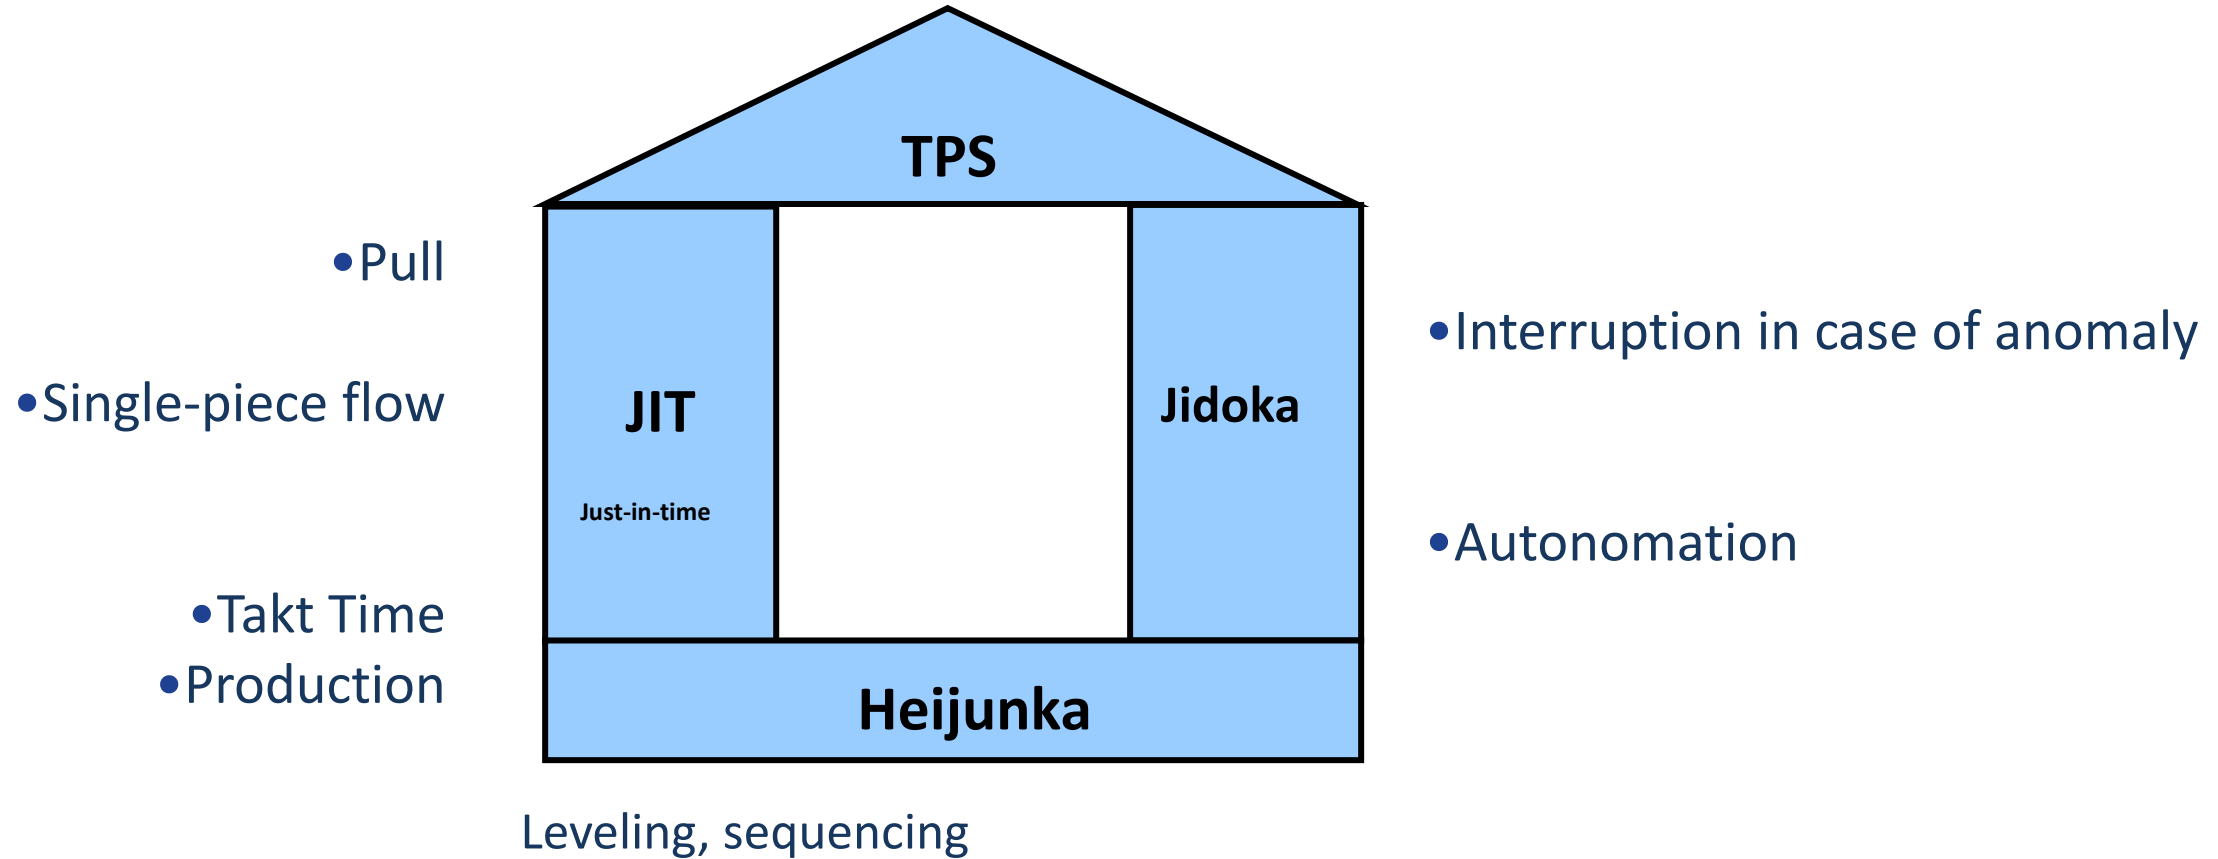 TPS
•Pull
•Single-piece flow
•Takt Time
•Production
JIT
Just-in-time
Jidoka
•Interruption in case of anomaly
•Autonomation
Heijunka
Leveling, sequencing